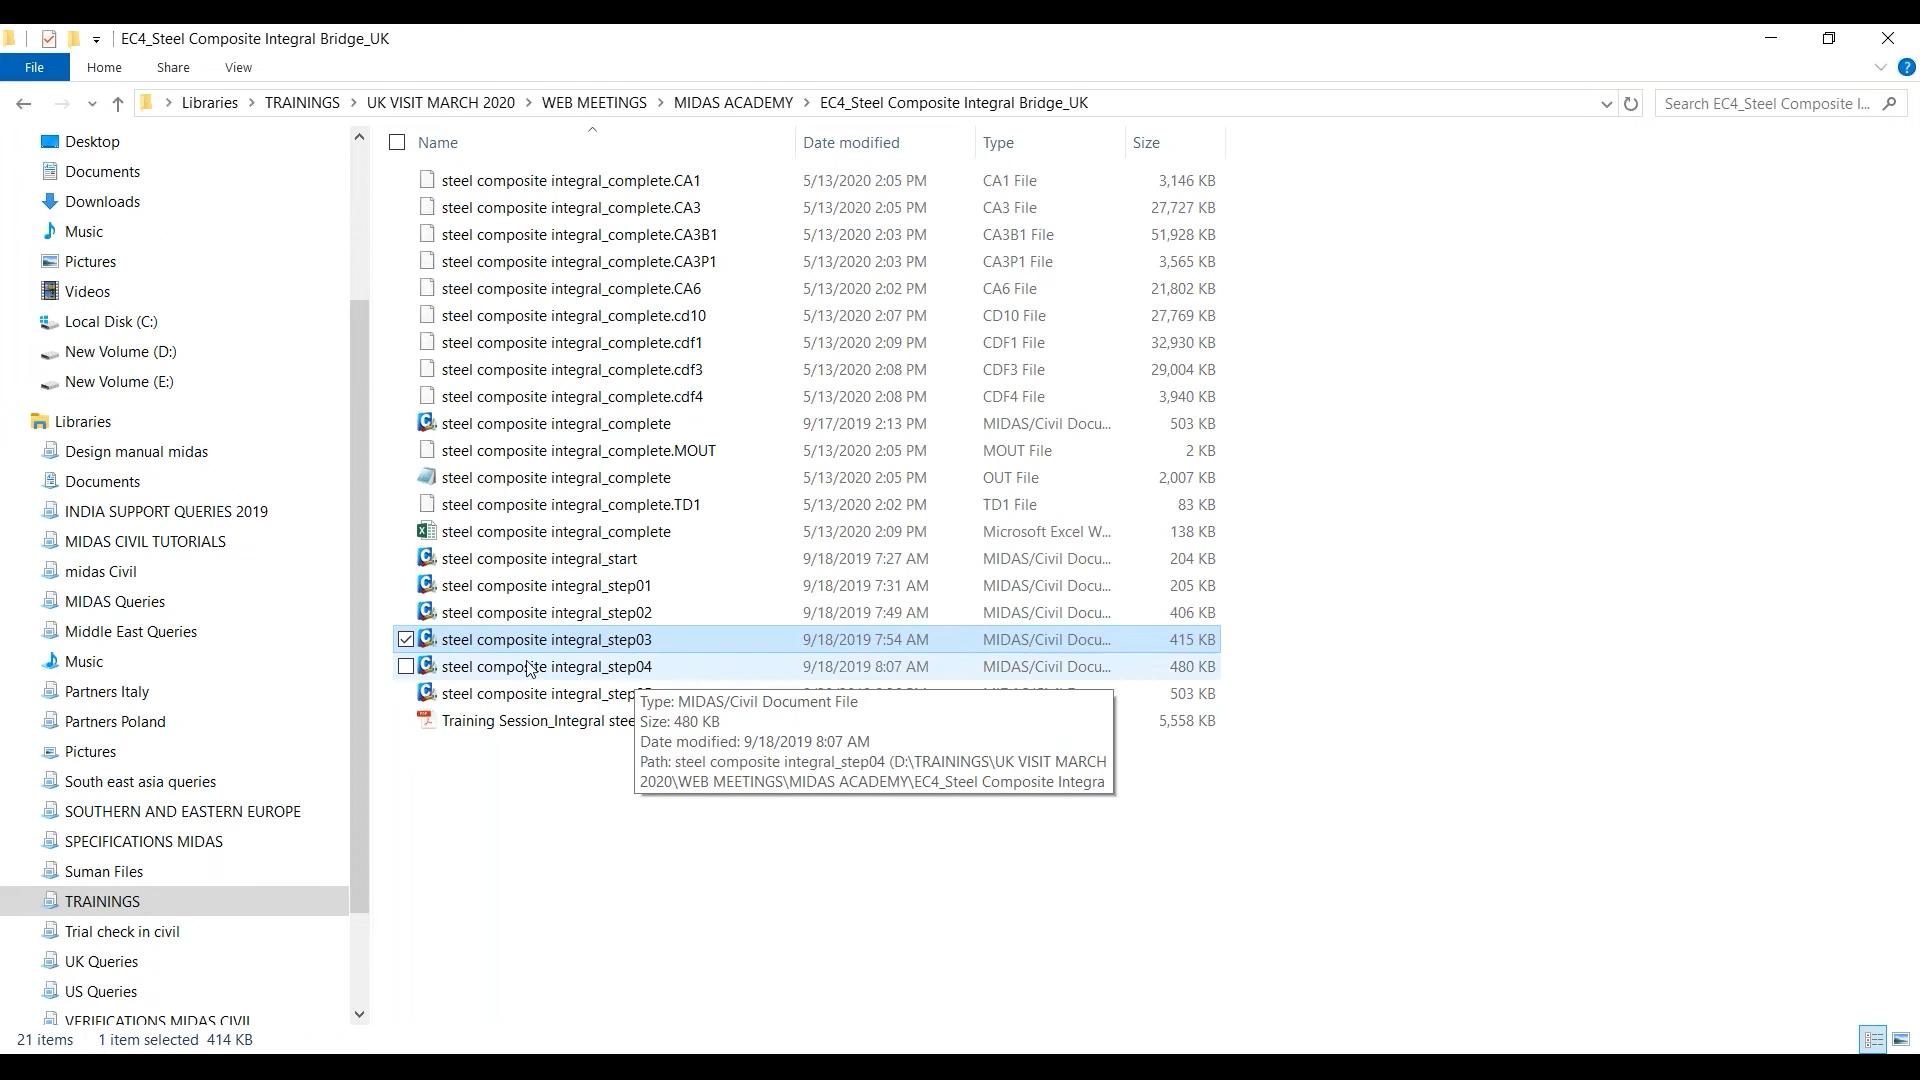 EC4_Steel Composite Integral Bridge_UK
File Home Share View
Libraries > TRAININGS > UK VISIT MARCH 2020 > WEB MEETINGS > MIDAS ACADEMY > EC4_Steel Composite Integral Bridge_UK
Search EC4_Steel Composite I...
Desktop
Documents
Downloads
Music
Pictures
Videos
Local Disk (C:)
New Volume (D:)
New Volume (E:)
Libraries
Design manual midas
Documents
INDIA SUPPORT QUERIES 2019
MIDAS CIVIL TUTORIALS
midas Civil
MIDAS Queries
Middle East Queries
Music
Partners Italy
Partners Poland
Pictures
South east asia queries
SOUTHERN AND EASTERN EUROPE
SPECIFICATIONS MIDAS
Suman Files
TRAININGS
Trial check in civil
UK Queries
US Queries
VERIFICATIONS MIDAS CIVIL
Name Date modified Type Size
steel composite integral_complete.CA1 5/13/2020 2:05 PM CA1 File 3,146 KB
steel composite integral_complete.CA3 5/13/2020 2:05 PM CA3 File 27,727 KB
steel composite integral_complete.CA3B1 5/13/2020 2:03 PM CA3B1 File 51,928 KB
steel composite integral_complete.CA3P1 5/13/2020 2:03 PM CA3P1 File 3,565 KB
steel composite integral_complete.CA6 5/13/2020 2:02 PM CA6 File 21,802 KB
steel composite integral_complete.cd10 5/13/2020 2:07 PM CD10 File 27,769 KB
steel composite integral_complete.cdf1 5/13/2020 2:09 PM CDF1 File 32,930 KB
steel composite integral_complete.cdf3 5/13/2020 2:08 PM CDF3 File 29,004 KB
steel composite integral_complete.cdf4 5/13/2020 2:08 PM CDF4 File 3,940 KB
steel composite integral_complete 9/17/2019 2:13 PM MIDAS/Civil Docu... 503 KB
steel composite integral_complete.MOUT 5/13/2020 2:05 PM MOUT File 2 KB
steel composite integral_complete 5/13/2020 2:05 PM OUT File 2,007 KB
steel composite integral_complete.TD1 5/13/2020 2:02 PM TD1 File 83 KB
steel composite integral_complete 5/13/2020 2:09 PM Microsoft Excel W... 138 KB
steel composite integral_start 9/18/2019 7:27 AM MIDAS/Civil Docu... 204 KB
steel composite integral_step01 9/18/2019 7:31 AM MIDAS/Civil Docu... 205 KB
steel composite integral_step02 9/18/2019 7:49 AM MIDAS/Civil Docu... 406 KB
steel composite integral_step03 9/18/2019 7:54 AM MIDAS/Civil Docu... 415 KB
steel composite integral_step04 9/18/2019 8:07 AM MIDAS/Civil Docu... 480 KB
steel composite integral_step 503 KB
Training Session_Integral stee 5,558 KB
Type: MIDAS/Civil Document File
Size: 480 KB
Date modified: 9/18/2019 8:07 AM
Path: steel composite integral_step04 (D:\TRAININGS\UK VISIT MARCH
2020\WEB MEETINGS\MIDAS ACADEMY\EC4_Steel Composite Integra
21 items 1 item selected 414 KB